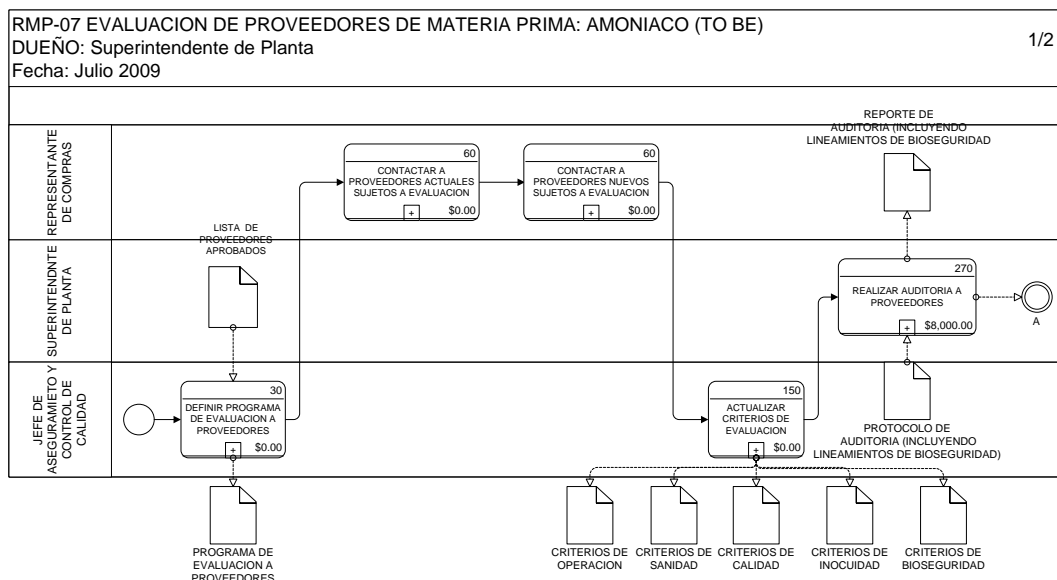 RMP-07 EVALUACION DE PROVEEDORES DE MATERIA PRIMA: AMONIACO (TO BE)
DUEÑO: Superintendente de Planta
Fecha: Julio 2009
1/2
REPRESENTANTE
DE COMPRAS
60
CONTACTAR A
PROVEEDORES ACTUALES
SUJETOS A EVALUACION
+
$0.00
60
CONTACTAR A
PROVEEDORES NUEVOS
SUJETOS A EVALUACION
+
$0.00
REPORTE DE
AUDITORIA (INCLUYENDO
LINEAMIENTOS DE BIOSEGURIDAD
SUPERINTENDNTE
DE PLANTA
LISTA DE
PROVEEDORES
APROBADOS
270
REALIZAR AUDITORIA A
PROVEEDORES
+
$8,000.00
A
JEFE DE
ASEGURAMIETO Y
CONTROL DE
CALIDAD
30
DEFINIR PROGRAMA
DE EVALUACION A
PROVEEDORES
+
$0.00
150
ACTUALIZAR
CRITERIOS DE
EVALUACION
+
$0.00
PROTOCOLO DE
AUDITORIA (INCLUYENDO
LINEAMIENTOS DE BIOSEGURIDAD)
PROGRAMA DE
EVALUACION A
PROVEEDORES
CRITERIOS DE
OPERACION
CRITERIOS DE
SANIDAD
CRITERIOS DE
CALIDAD
CRITERIOS DE
INOCUIDAD
CRITERIOS DE
BIOSEGURIDAD